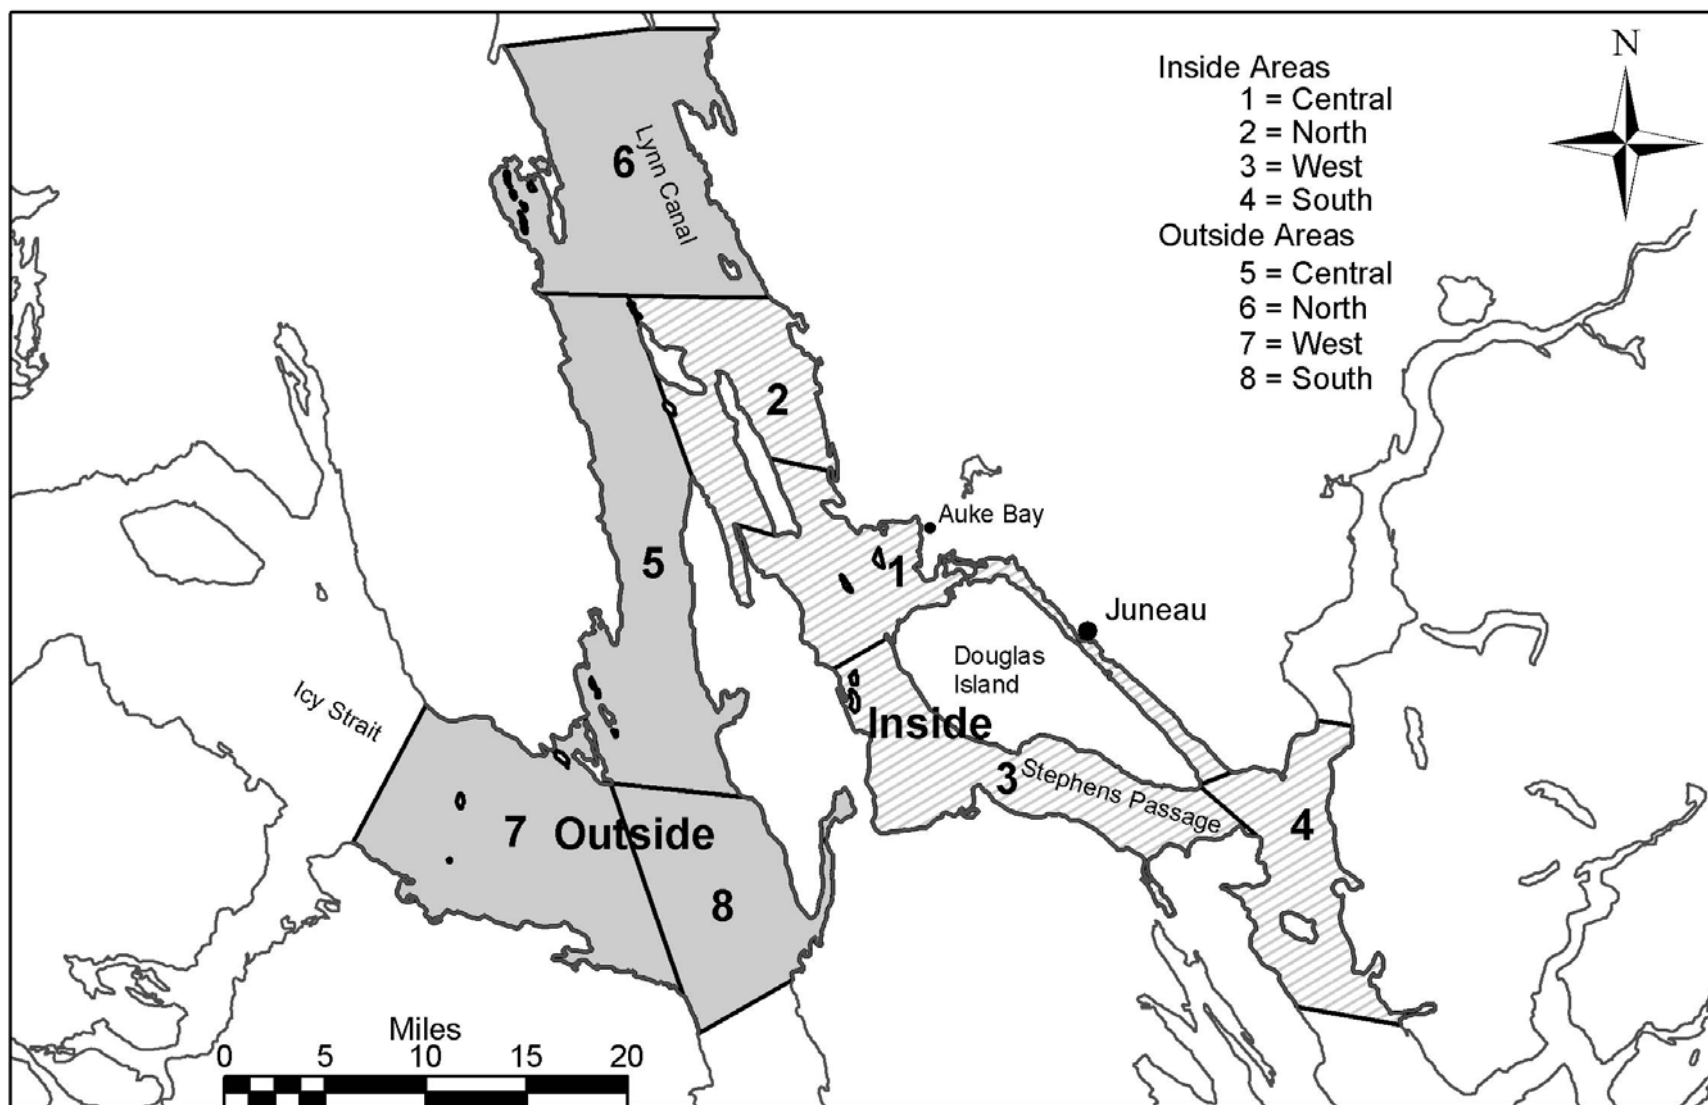 N
Inside Areas
1 = Central
2 = North
3 = West
4 = South
Outside Areas
5 = Central
6 = North
7 = West
8 = South
6
Lynn Canal
2
Auke Bay
1
5
Juneau
Douglas
Island
Icy Strait
Inside
3
Stephens Passage
4
7
Outside
8
Miles
0 5 10 15 20